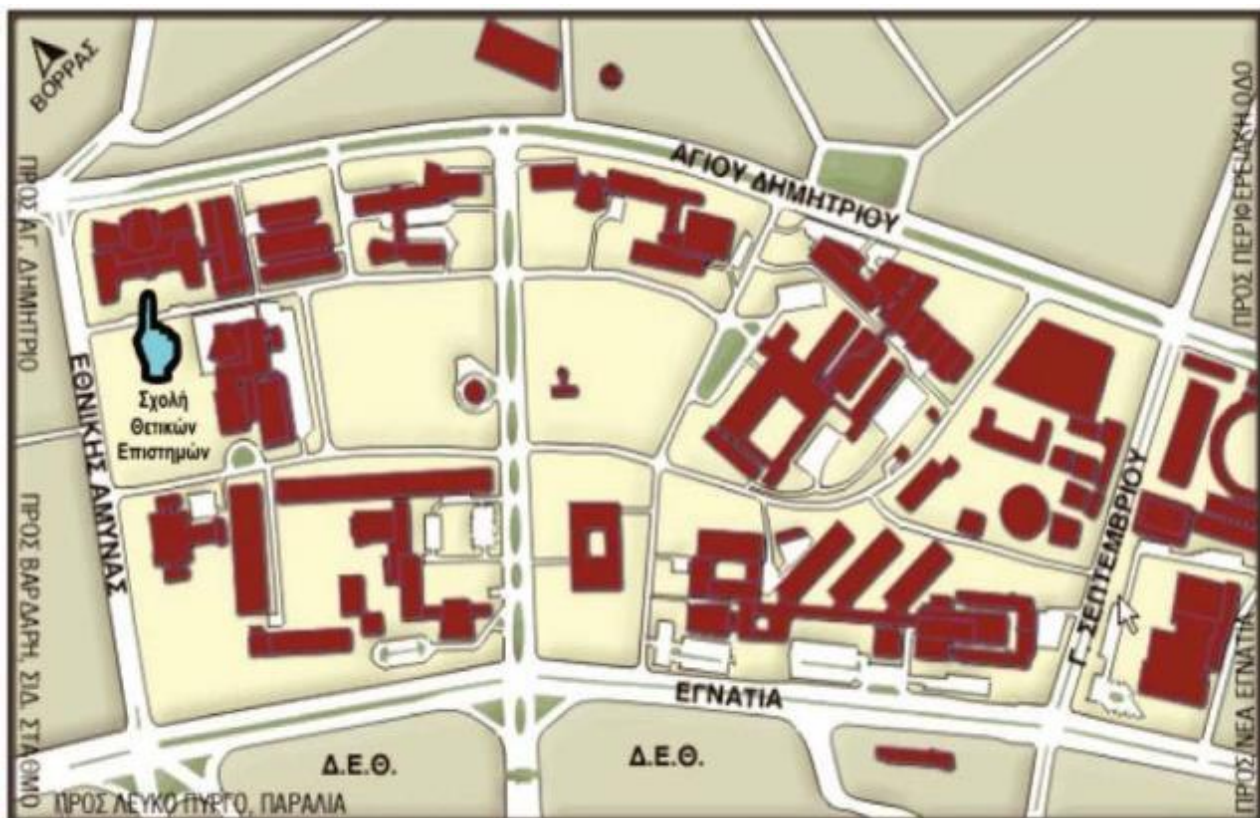 ΒΟΡΡΑΣ
ΑΓΙΟΥ ΔΗΜΗΤΡΙΟΥ
ΠΡΟΣ ΠΕΡΙΦΕΡΕΙΑΚΗ ΟΔΟ
ΠΡΟΣ ΑΓ. ΔΗΜΗΤΡΙΟ
ΕΘΝΙΚΗΣ ΑΜΥΝΑΣ
Σχολή
Θετικών
Επιστημών
ΠΡΟΣ ΒΑΡΔΑΡΗ, ΣΙΔ. ΣΤΑΘΜΟ
Γ' ΣΕΠΤΕΜΒΡΙΟΥ
ΕΓΝΑΤΙΑ
ΠΡΟΣ ΝΕΑ ΕΓΝΑΤΙΑ
Δ.Ε.Θ.
Δ.Ε.Θ.
ΠΡΟΣ ΛΕΥΚΟ ΠΥΡΓΟ, ΠΑΡΑΛΙΑ